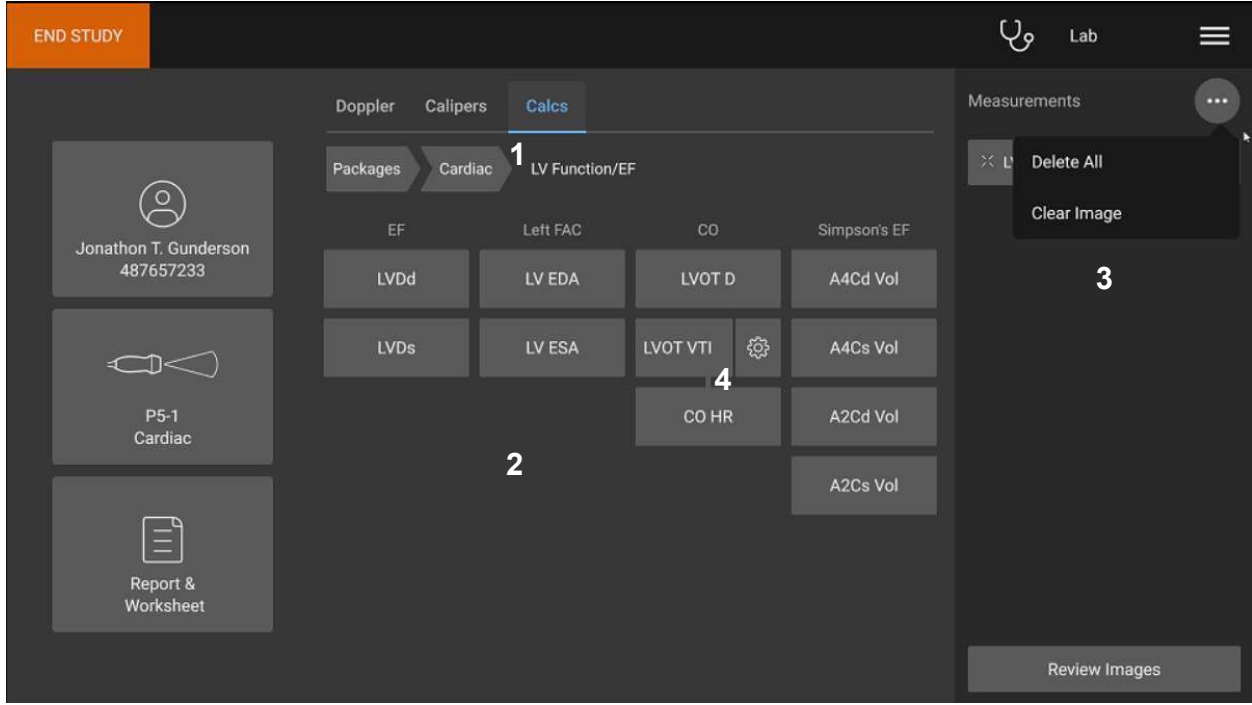 END STUDY
Lab
Doppler Calipers Calcs
Measurements
Packages Cardiac 1 LV Function/EF
Delete All
Clear Image
Jonathon T. Gunderson
487657233
EF Left FAC CO Simpson's EF
LVDd LV EDA LVOT D A4Cd Vol
3
LVDs LV ESA LVOT VTI A4Cs Vol
4
P5-1
Cardiac
CO HR A2Cd Vol
2
A2Cs Vol
Report &
Worksheet
Review Images